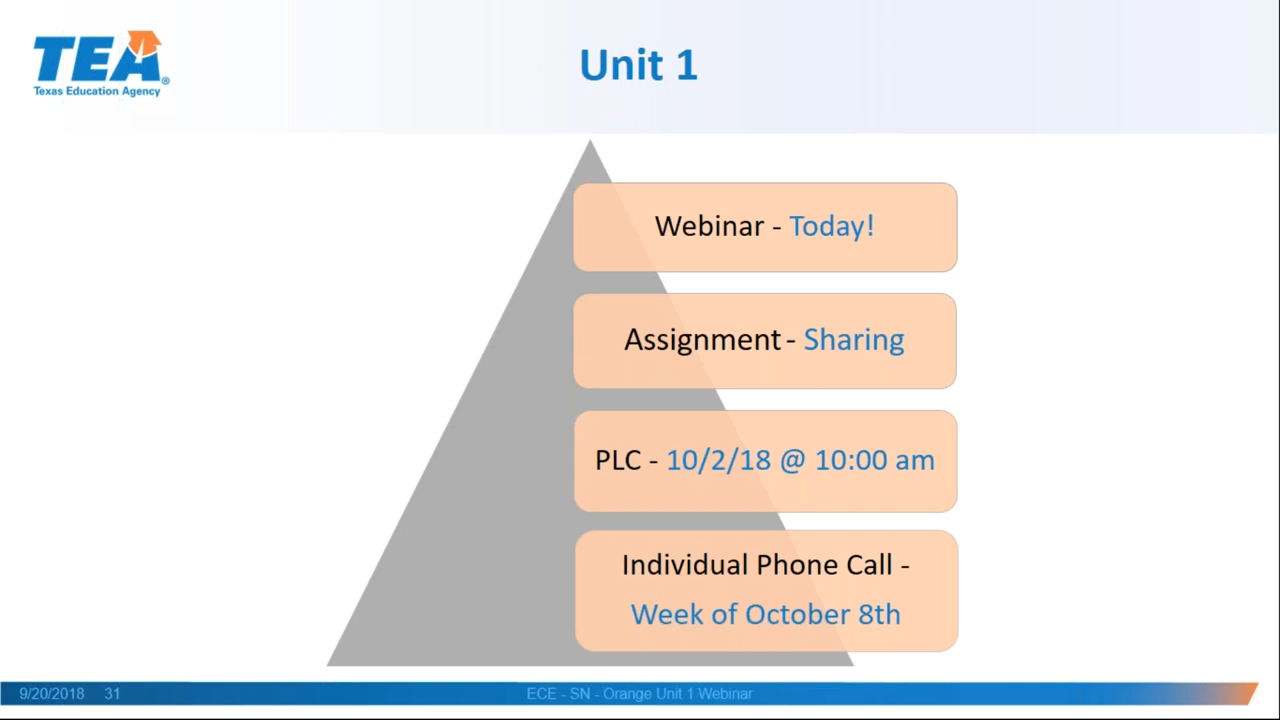 TEA
Texas Education Agency
Unit 1
Webinar - Today!
Assignment - Sharing
PLC - 10/2/18 @ 10:00 am
Individual Phone Call -
Week of October 8th
9/20/2018 31 ECE - SN - Orange Unit 1 Webinar